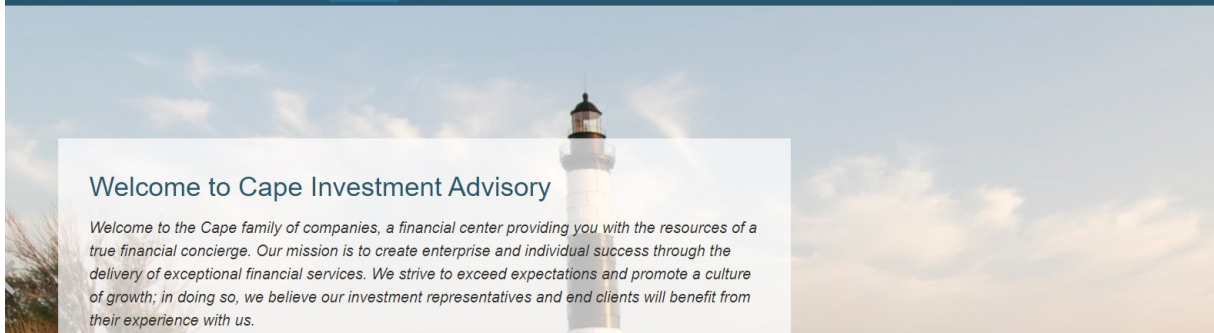 Welcome to Cape Investment Advisory
Welcome to the Cape family of companies, a financial center providing you with the resources of a
true financial concierge. Our mission is to create enterprise and individual success through the
delivery of exceptional financial services. We strive to exceed expectations and promote a culture
of growth; in doing so, we believe our investment representatives and end clients will benefit from
their experience with us.